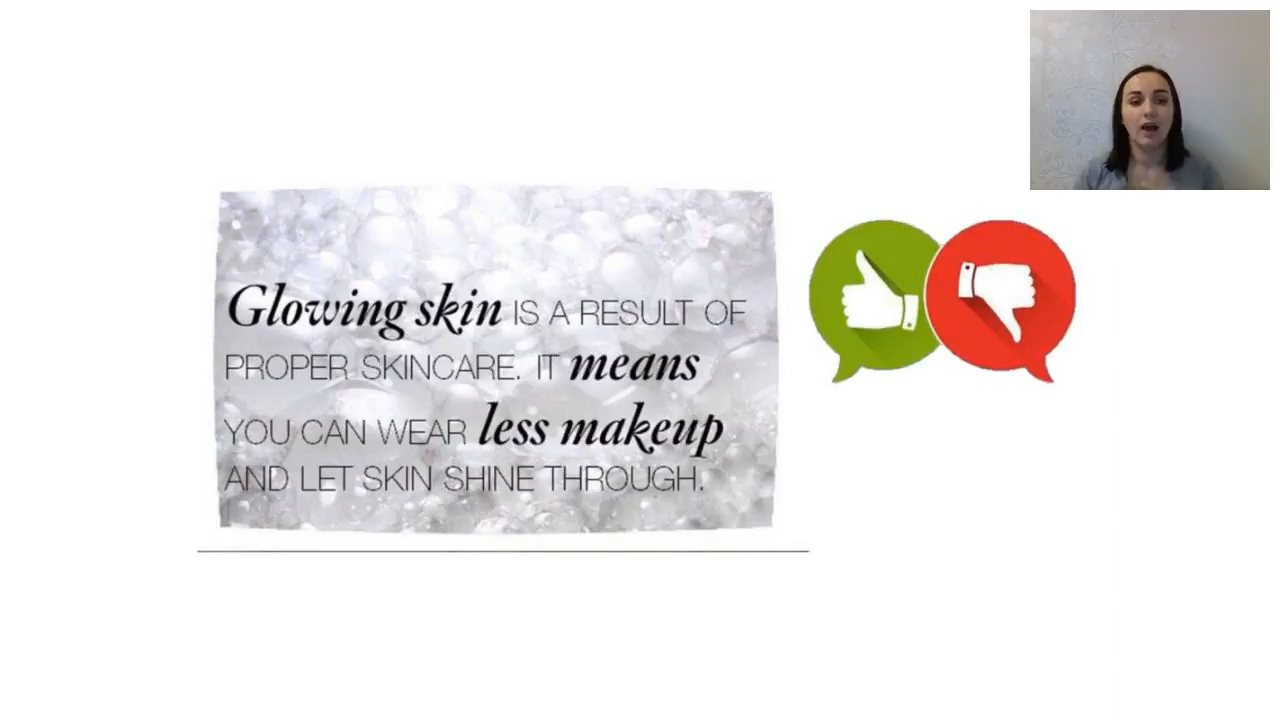 Glowing skin IS A RESULT OF
PROPER SKINCARE. IT means
YOU CAN WEAR less makeup
AND LET SKIN SHINE THROUGH.